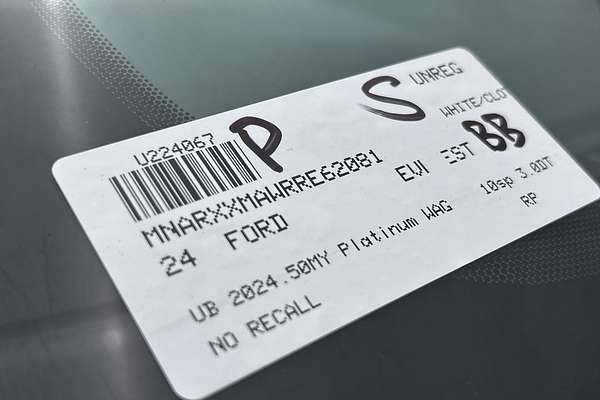 U224067 P S UNREG
MNARXXMAWRRE62081 WHITE/CLO
24 FORD EVI EST BB
UB 2024.50MY Platinum WAG 10sp 3.0DT
NO RECALL RP